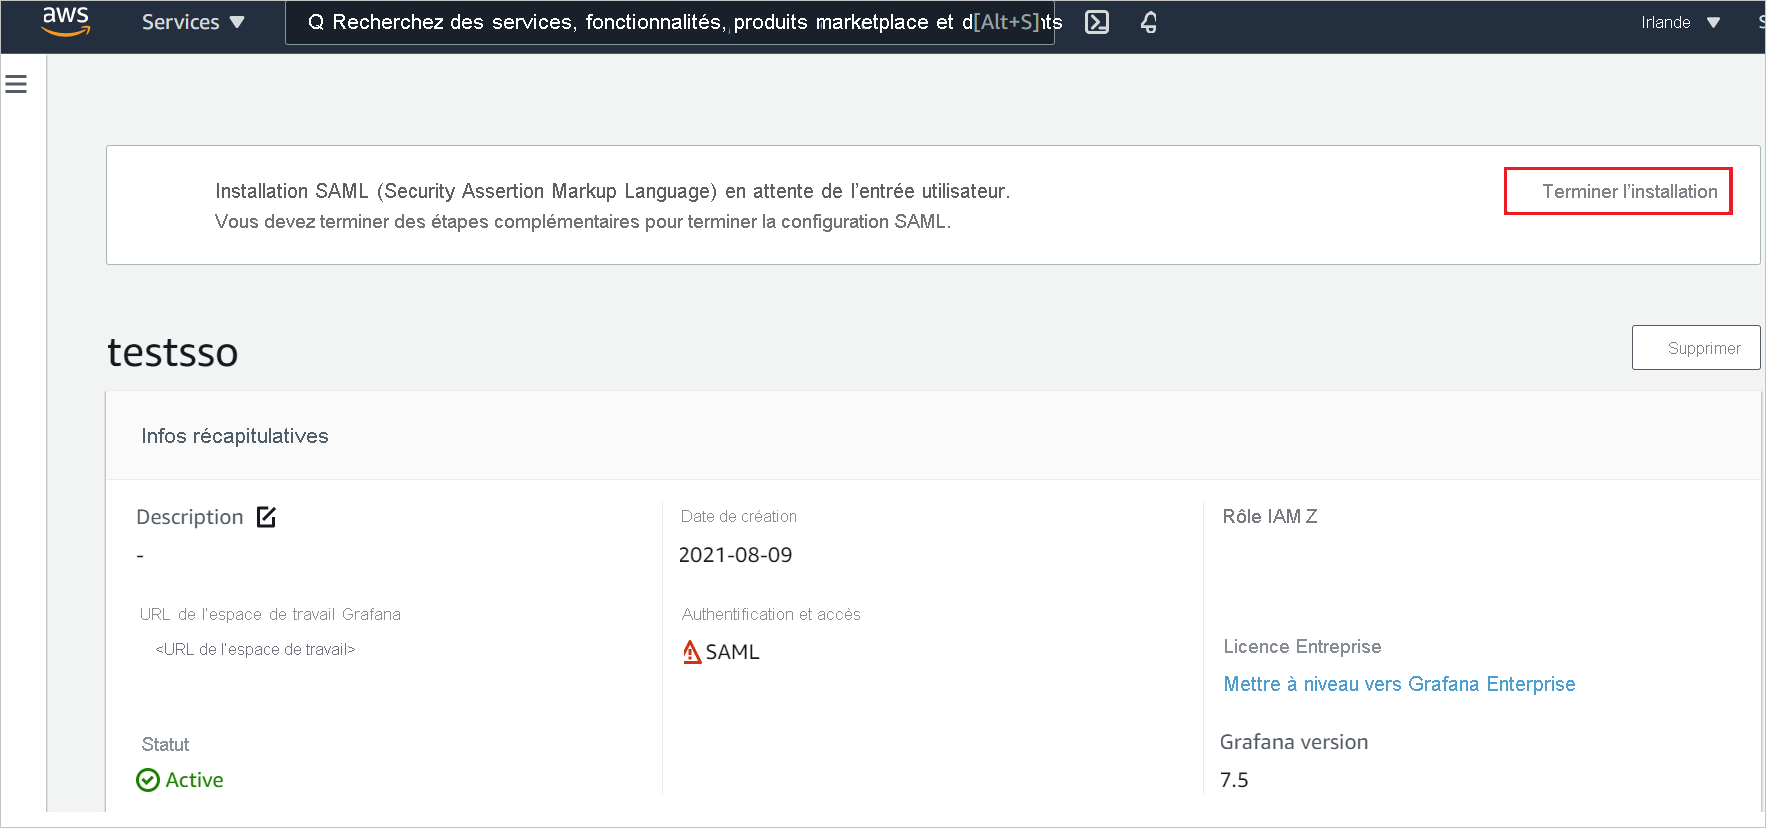 aws
Services
Recherchez des services, fonctionnalités, produits marketplace et d[Alt+S]nts
Irlande
Installation SAML (Security Assertion Markup Language) en attente de l'entrée utilisateur.
Terminer l'installation
Vous devez terminer des étapes complémentaires pour terminer la configuration SAML.
testsso
Supprimer
Infos récapitulatives
Description
-
Date de création
2021-08-09
Rôle IAM Z
URL de l'espace de travail Grafana
<URL de l'espace de travail>
Authentification et accès
SAML
Licence Entreprise
Mettre à niveau vers Grafana Enterprise
Statut
Active
Grafana version
7.5